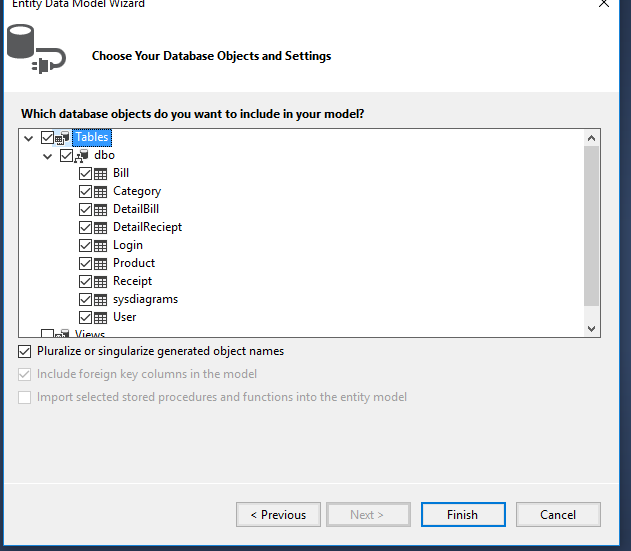 Entity Data Model Wizard
Choose Your Database Objects and Settings
Which database objects do you want to include in your model?
Tables
dbo
Bill
Category
DetailBill
DetailReciept
Login
Product
Receipt
sysdiagrams
User
Views
Pluralize or singularize generated object names
Include foreign key columns in the model
Import selected stored procedures and functions into the entity model
< Previous
Next >
Finish
Cancel